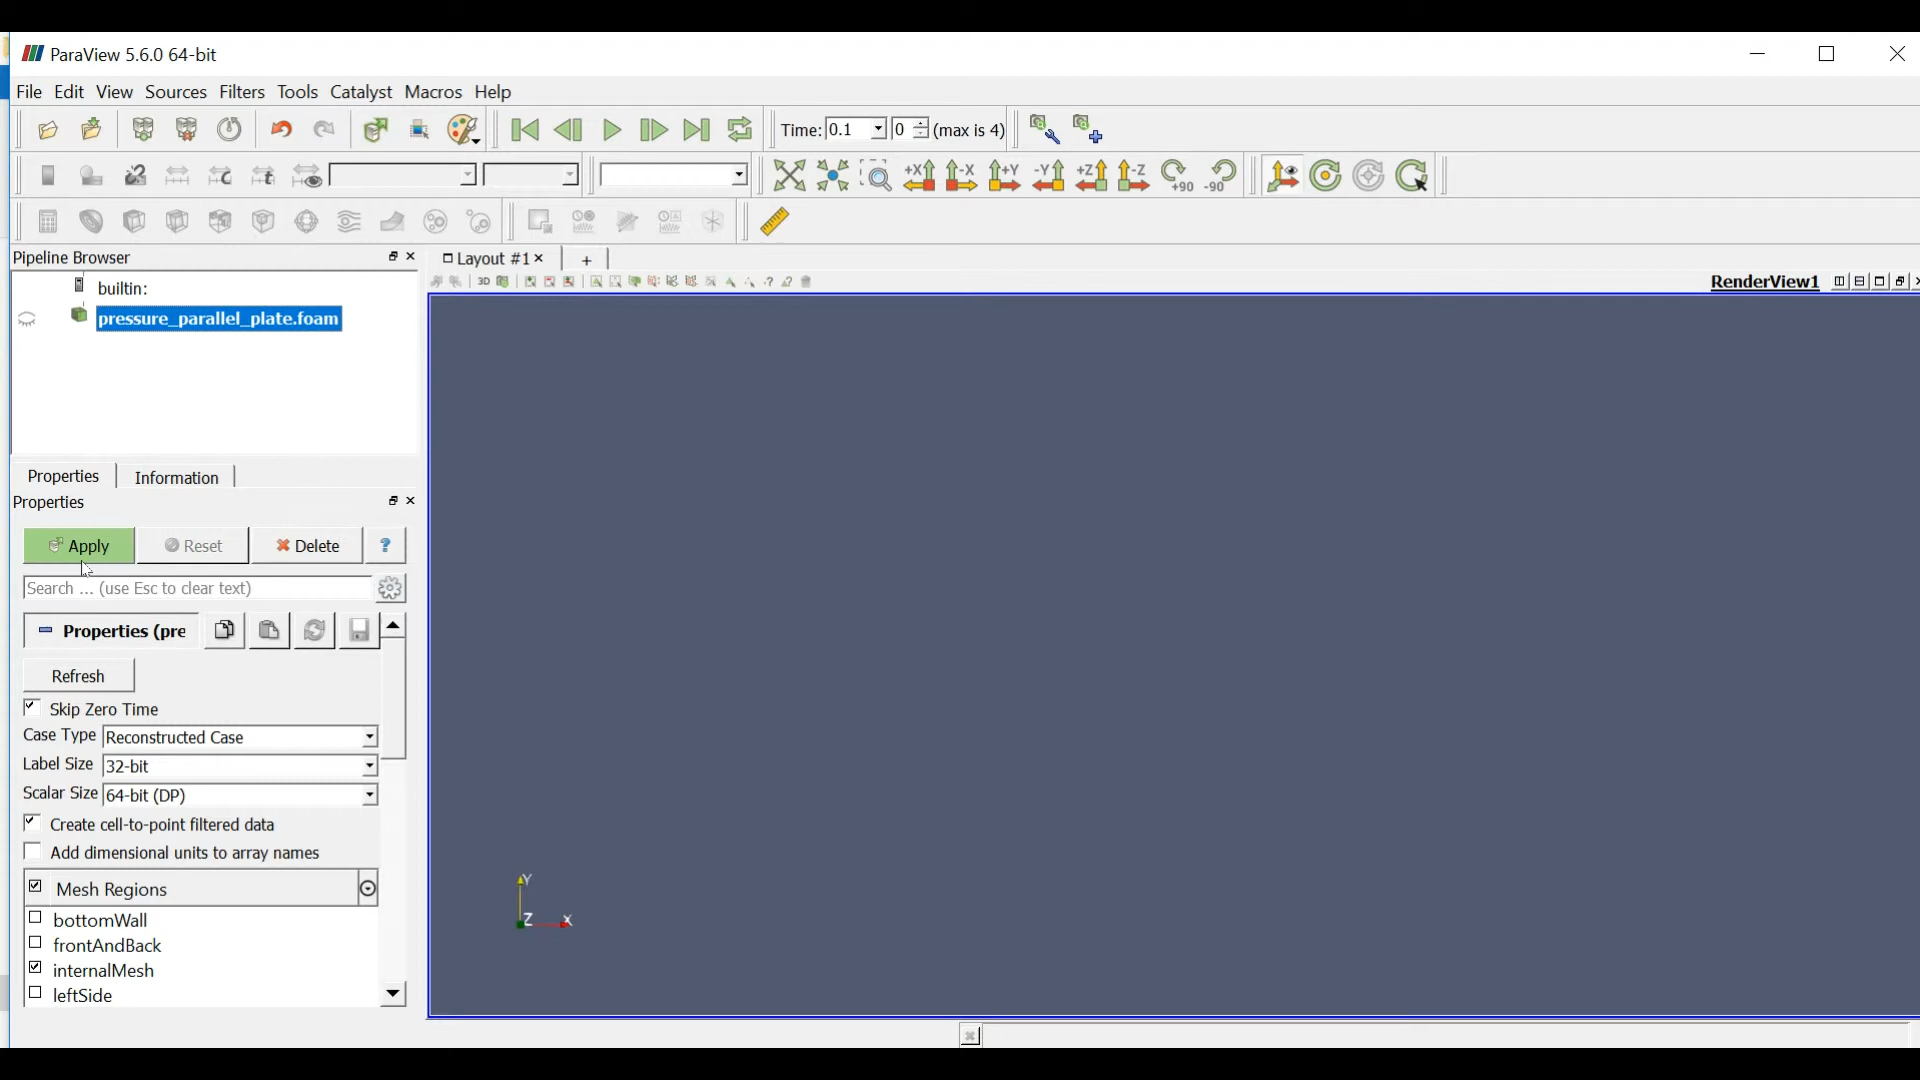 ParaView 5.6.0 64-bit
File Edit View Sources Filters Tools Catalyst Macros Help
Time: 0.1 0 (max is 4)
+X -X +Y -Y +Z -Z +90 -90
Pipeline Browser
Layout #1 +
builtin:
3D
RenderView1
pressure_parallel_plate.foam
Properties Information
Properties
Apply Reset Delete ?
Search ... (use Esc to clear text)
Properties (pre
Refresh
Skip Zero Time
Case Type Reconstructed Case
Label Size 32-bit
Scalar Size 64-bit (DP)
Create cell-to-point filtered data
Add dimensional units to array names
Mesh Regions
bottomWall
frontAndBack
internalMesh
leftSide
Y
Z X